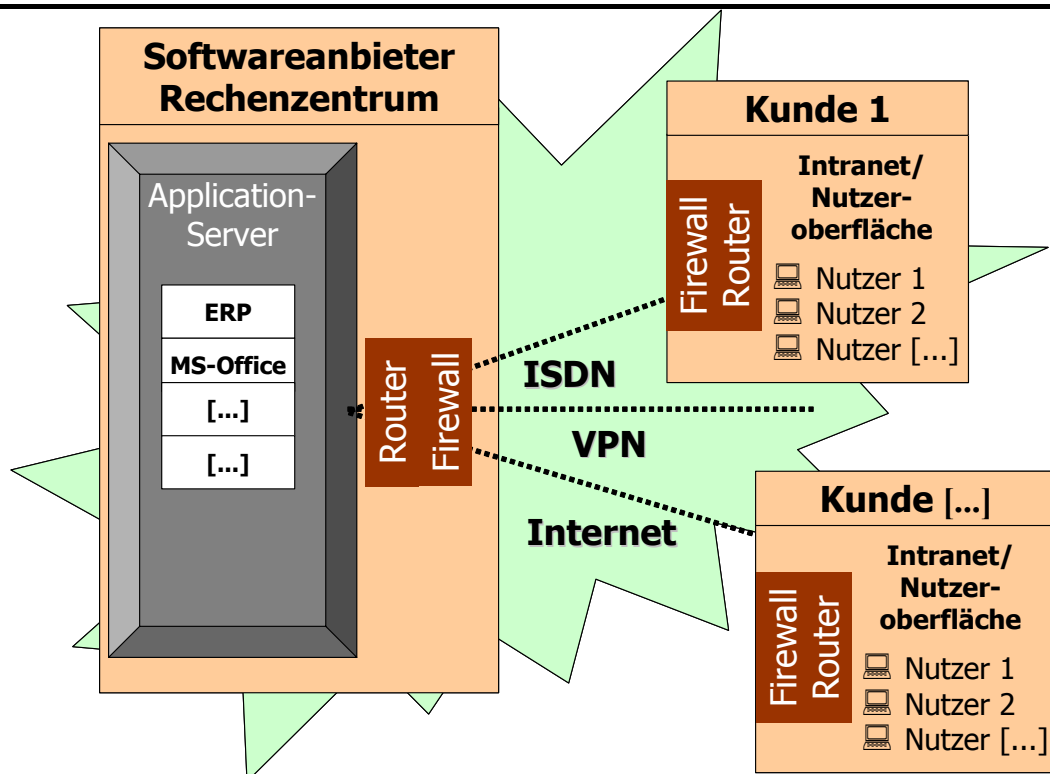 Softwareanbieter
Rechenzentrum
Application-
Server
ERP
MS-Office
[...]
[...]
Router
Firewall
ISDN
VPN
Internet
Kunde 1
Firewall
Router
Intranet/
Nutzer-
oberfläche
Nutzer 1
Nutzer 2
Nutzer [...]
Kunde [...]
Firewall
Router
Intranet/
Nutzer-
oberfläche
Nutzer 1
Nutzer 2
Nutzer [...]